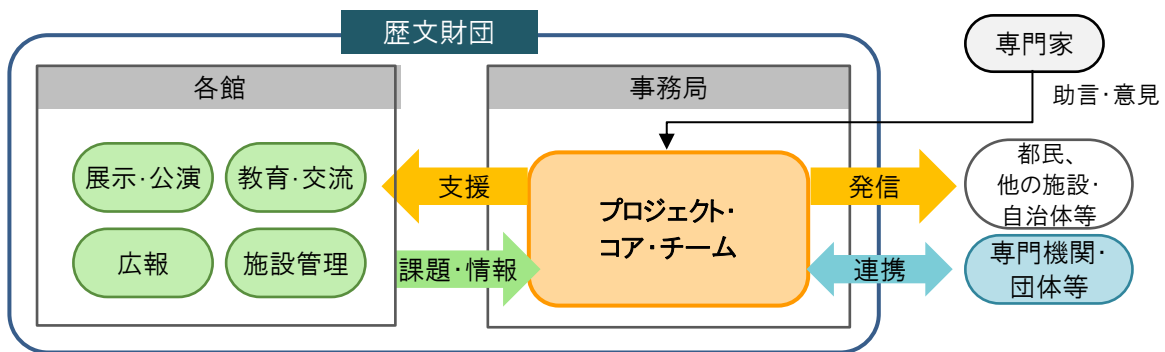 歴文財団
各館
展示･公演
教育･交流
広報
施設管理
支援
課題･情報
事務局
プロジェクト･
コア･チーム
専門家
助言･意見
発信
都民、
他の施設･
自治体等
連携
専門機関･
団体等